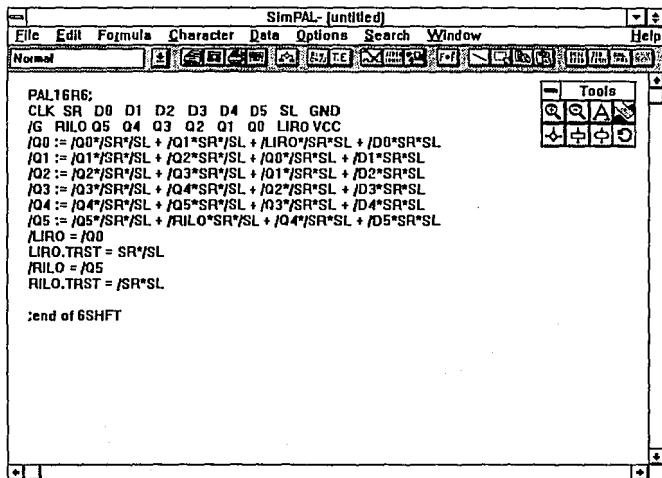 SimPAL- [untitled]
File Edit Formula Character Data Options Search Window Help
Normal
Tools
A
PAL16R6;
CLK SR D0 D1 D2 D3 D4 D5 SL GND
/G RILO Q5 Q4 Q3 Q2 Q1 Q0 LIRO VCC
/Q0 := /Q0*/SR*/SL + /Q1*SR*/SL + /LIRO*/SR*SL + /D0*SR*SL
/Q1 := /Q1*/SR*/SL + /Q2*SR*/SL + /Q0*/SR*SL + /D1*SR*SL
/Q2 := /Q2*/SR*/SL + /Q3*SR*/SL + /Q1*/SR*SL + /D2*SR*SL
/Q3 := /Q3*/SR*/SL + /Q4*SR*/SL + /Q2*/SR*SL + /D3*SR*SL
/Q4 := /Q4*/SR*/SL + /Q5*SR*/SL + /Q3*/SR*SL + /D4*SR*SL
/Q5 := /Q5*/SR*/SL + /RILO*SR*/SL + /Q4*/SR*SL + /D5*SR*SL
/LIRO = /Q0
LIRO.TRST = SR*/SL
/RILO = /Q5
RILO.TRST = /SR*SL
;end of 6SHFT